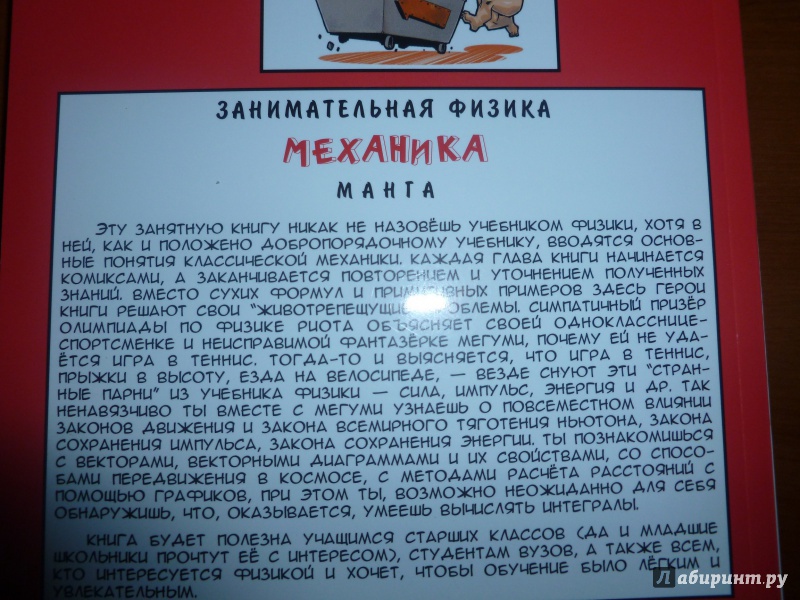 ЗАНИМАТЕЛЬНАЯ ФИЗИКА
МЕХАНИКА
МАНГА
ЭТУ ЗАНЯТНУЮ КНИГУ НИКАК НЕ НАЗОВЁШЬ УЧЕБНИКОМ ФИЗИКИ, ХОТЯ В
НЕЙ, КАК И ПОЛОЖЕНО ДОБРОПОРЯДОЧНОМУ УЧЕБНИКУ, ВВОДЯТСЯ ОСНОВ-
НЫЕ ПОНЯТИЯ КЛАССИЧЕСКОЙ МЕХАНИКИ. КАЖДАЯ ГЛАВА КНИГИ НАЧИНАЕТСЯ
КОМИКСАМИ, А ЗАКАНЧИВАЕТСЯ ПОВТОРЕНИЕМ И УТОЧНЕНИЕМ ПОЛУЧЕННЫХ
ЗНАНИЙ. ВМЕСТО СУХИХ ФОРМУЛ И ПРИМИТИВНЫХ ПРИМЕРОВ ЗДЕСЬ ГЕРОИ
КНИГИ РЕШАЮТ СВОИ "ЖИВОТРЕПЕЩУЩИЕ" ПРОБЛЕМЫ. СИМПАТИЧНЫЙ ПРИЗЁР
ОЛИМПИАДЫ ПО ФИЗИКЕ РИОТА ОБЪЯСНЯЕТ СВОЕЙ ОДНОКЛАССНИЦЕ-
СПОРТСМЕНКЕ И НЕИСПРАВИМОЙ ФАНТАЗЁРКЕ МЕГУМИ, ПОЧЕМУ ЕЙ НЕ УДА-
ЁТСЯ ИГРА В ТЕННИС. ТОГДА-ТО И ВЫЯСНЯЕТСЯ, ЧТО ИГРА В ТЕННИС,
ПРЫЖКИ В ВЫСОТУ, ЕЗДА НА ВЕЛОСИПЕДЕ, — ВЕЗДЕ СНУЮТ ЭТИ "СТРАН-
НЫЕ ПАРНИ" ИЗ УЧЕБНИКА ФИЗИКИ — СИЛА, ИМПУЛЬС, ЭНЕРГИЯ И ДР. ТАК
НЕНАВЯЗЧИВО ТЫ ВМЕСТЕ С МЕГУМИ УЗНАЕШЬ О ПОВСЕМЕСТНОМ ВЛИЯНИИ
ЗАКОНОВ ДВИЖЕНИЯ И ЗАКОНА ВСЕМИРНОГО ТЯГОТЕНИЯ НЬЮТОНА, ЗАКОНА
СОХРАНЕНИЯ ИМПУЛЬСА, ЗАКОНА СОХРАНЕНИЯ ЭНЕРГИИ. ТЫ ПОЗНАКОМИШЬСЯ
С ВЕКТОРАМИ, ВЕКТОРНЫМИ ДИАГРАММАМИ И ИХ СВОЙСТВАМИ, СО СПОСО-
БАМИ ПЕРЕДВИЖЕНИЯ В КОСМОСЕ, С МЕТОДАМИ РАСЧЁТА РАССТОЯНИЙ С
ПОМОЩЬЮ ГРАФИКОВ, ПРИ ЭТОМ ТЫ, ВОЗМОЖНО НЕОЖИДАННО ДЛЯ СЕБЯ
ОБНАРУЖИШЬ, ЧТО, ОКАЗЫВАЕТСЯ, УМЕЕШЬ ВЫЧИСЛЯТЬ ИНТЕГРАЛЫ.
КНИГА БУДЕТ ПОЛЕЗНА УЧАЩИМСЯ СТАРШИХ КЛАССОВ (ДА И МЛАДШИЕ
ШКОЛЬНИКИ ПРОЧТУТ ЕЁ С ИНТЕРЕСОМ), СТУДЕНТАМ ВУЗОВ, А ТАКЖЕ ВСЕМ,
КТО ИНТЕРЕСУЕТСЯ ФИЗИКОЙ И ХОЧЕТ, ЧТОБЫ ОБУЧЕНИЕ БЫЛО ЛЁГКИМ И
УВЛЕКАТЕЛЬНЫМ.
Лабиринт.ру